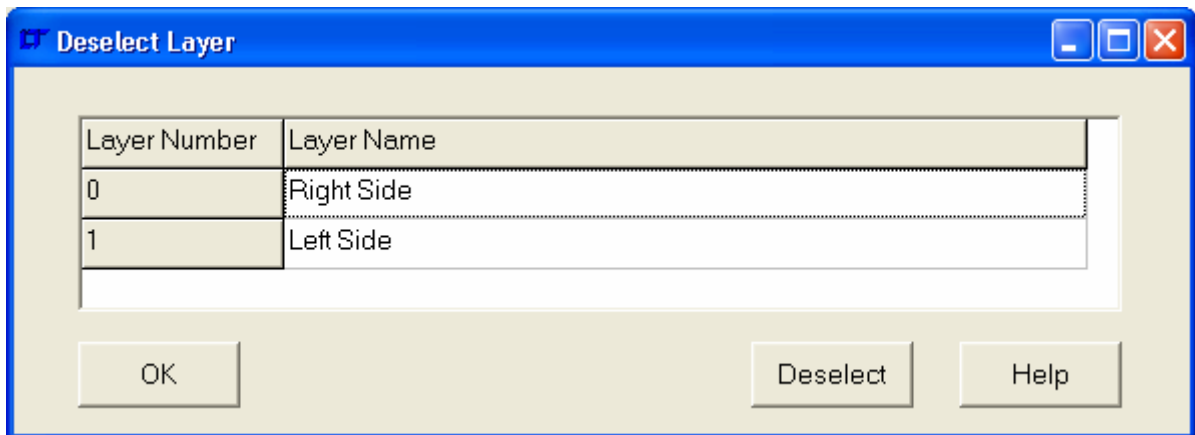 Deselect Layer
Layer Number Layer Name
0 Right Side
1 Left Side
OK Deselect Help